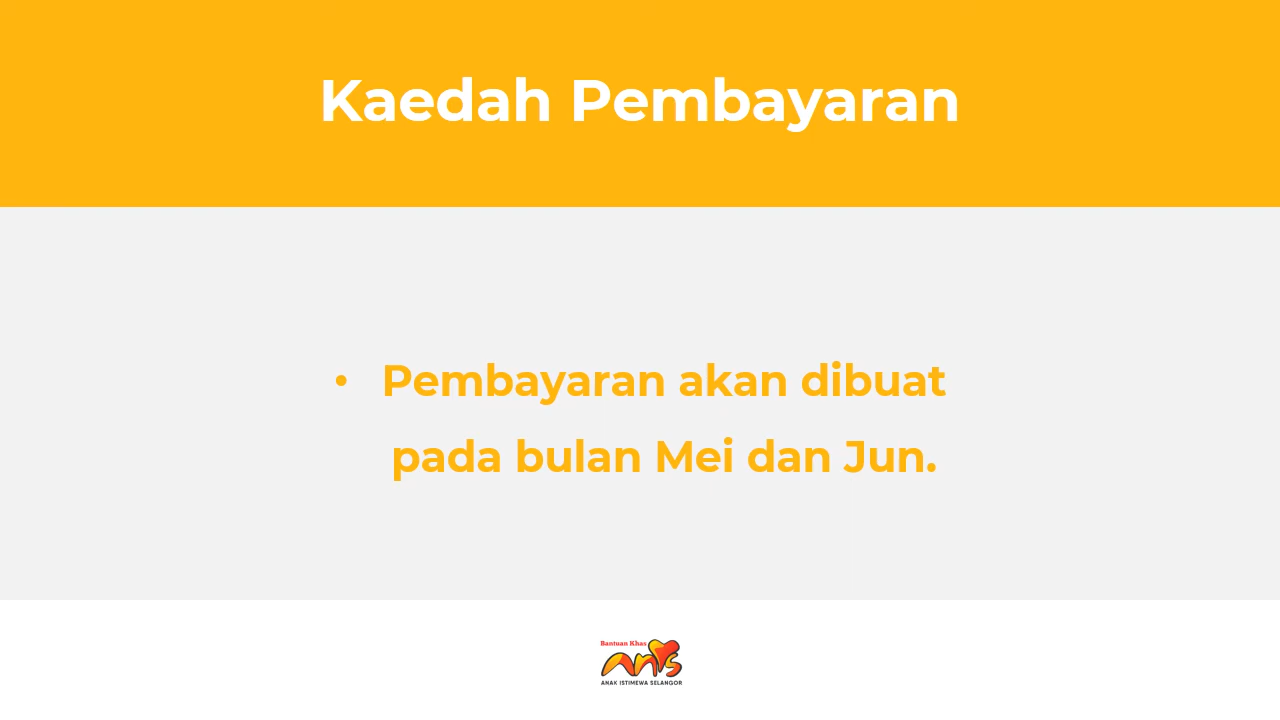 Kaedah Pembayaran
• Pembayaran akan dibuat
pada bulan Mei dan Jun.
Bantuan Khas
anis
ANAK ISTIMEWA SELANGOR